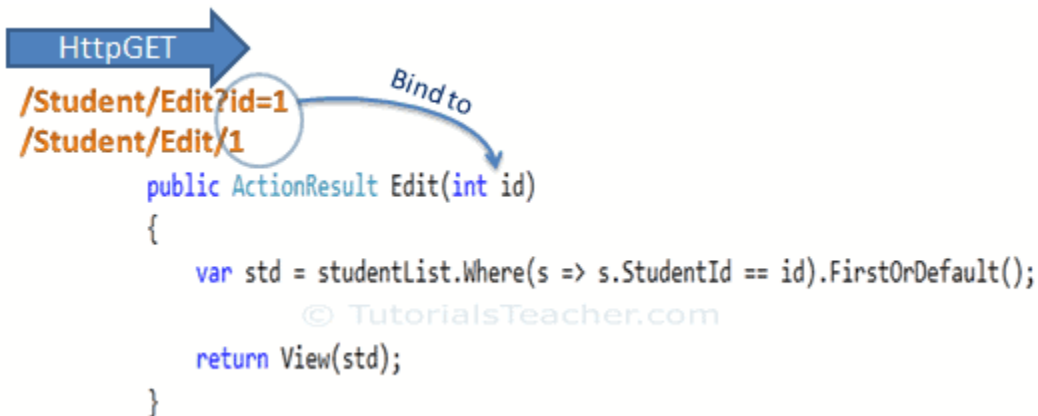 HttpGET
Bind to
/Student/Edit?id=1
/Student/Edit/1
public ActionResult Edit(int id)
{
var std = studentList.Where(s => s.StudentId == id).FirstOrDefault();
© TutorialsTeacher.com
return View(std);
}